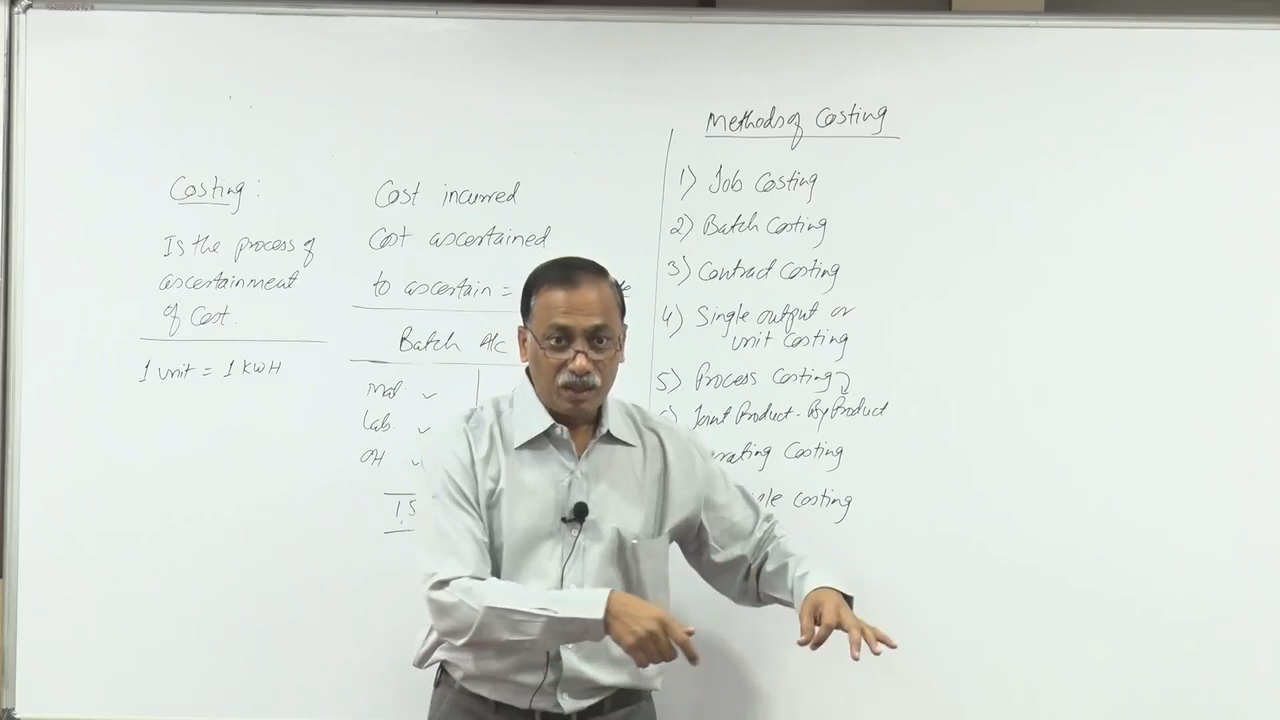 Costing :
Is the process of
ascertainment
of Cost.
1 unit = 1 KWH
Cost incurred
Cost ascertained
to ascertain =
Batch A/c
Lab.
OH
Methods of Costing
1) Job Costing
2) Batch Costing
3) Contract Costing
4) Single output or
unit Costing
5) Process Costing
Joint Product - By Product
rating Costing
ple Costing